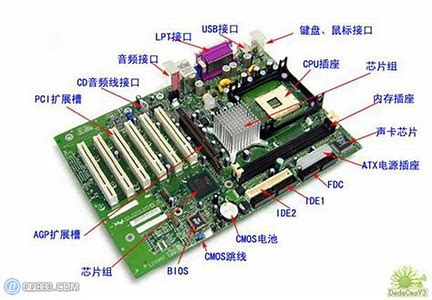 USB接口
LPT接口
键盘、鼠标接口
音频接口
CPU插座
芯片组
CD音频线接口
PCI扩展槽
内存插座
声卡芯片
ATX电源插座
FDC
IDE1
IDE2
AGP扩展槽
CMOS电池
芯片组
BIOS
CMOS跳线
DedeCmsV3